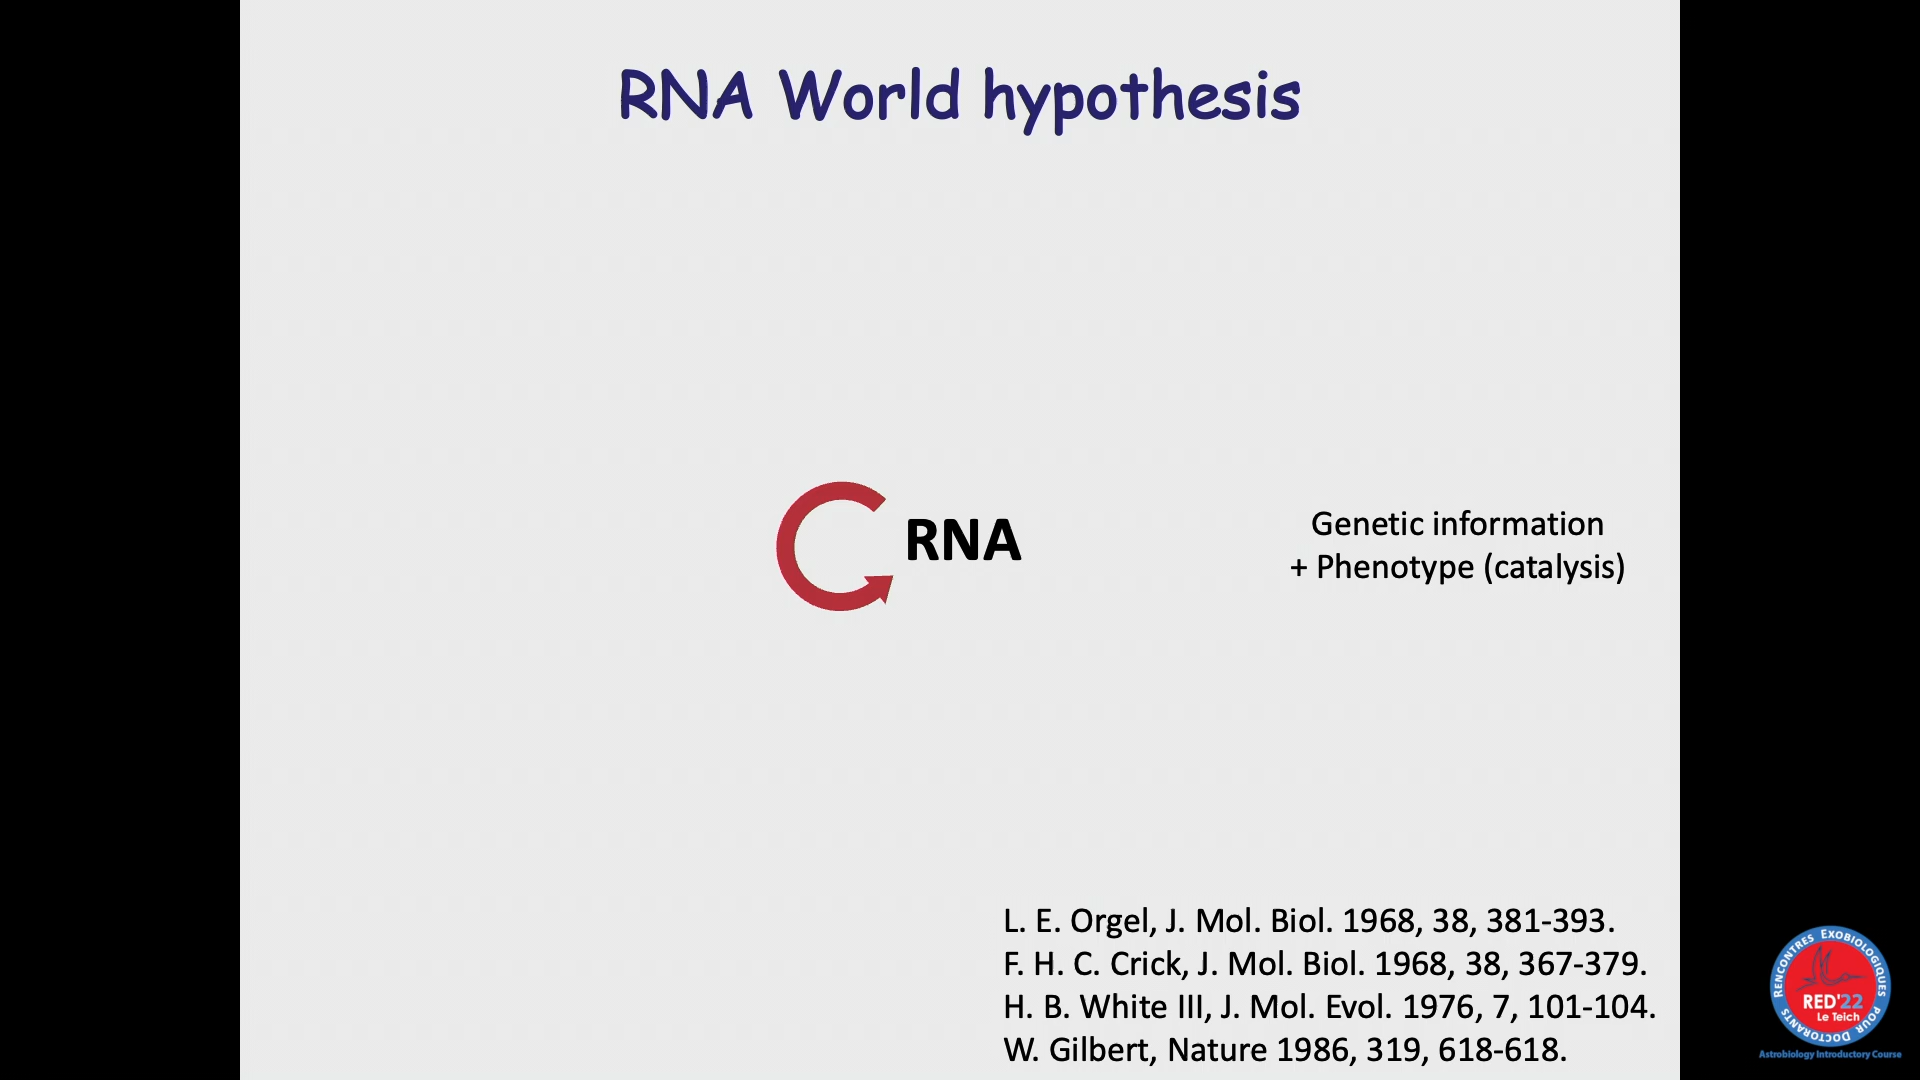 RNA World hypothesis
RNA
Genetic information
+ Phenotype (catalysis)
L. E. Orgel, J. Mol. Biol. 1968, 38, 381-393.
F. H. C. Crick, J. Mol. Biol. 1968, 38, 367-379.
H. B. White III, J. Mol. Evol. 1976, 7, 101-104.
W. Gilbert, Nature 1986, 319, 618-618.
RENCONTRES EXOBIOLOGIQUES
POUR DOCTORANTS
RED'22
Le Teich
Astrobiology Introductory Course